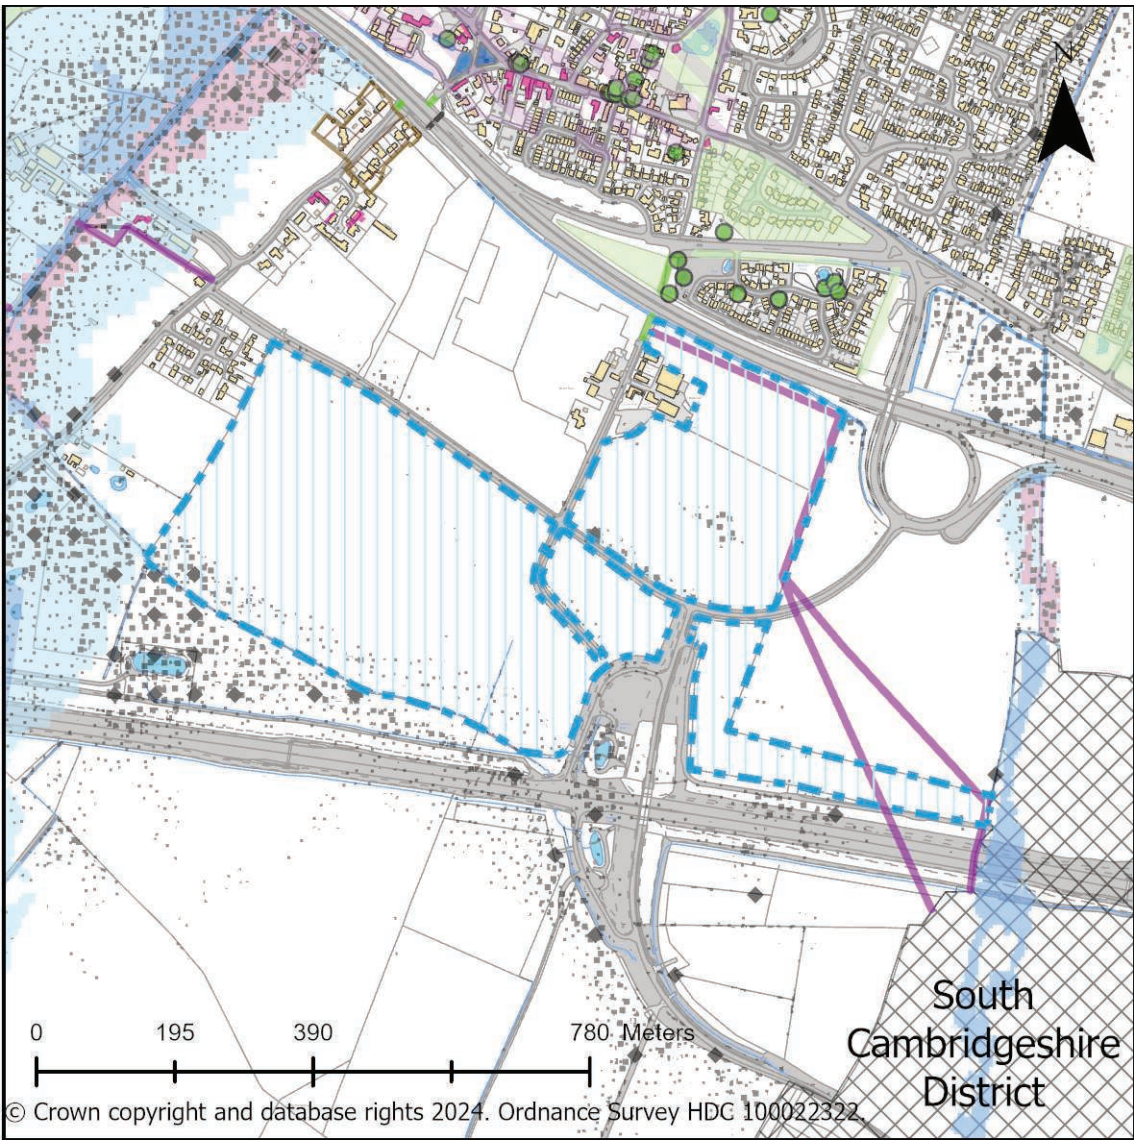 N
South
Cambridgeshire
District
0 195 390 780 Meters
© Crown copyright and database rights 2024. Ordnance Survey HDC 100022322.